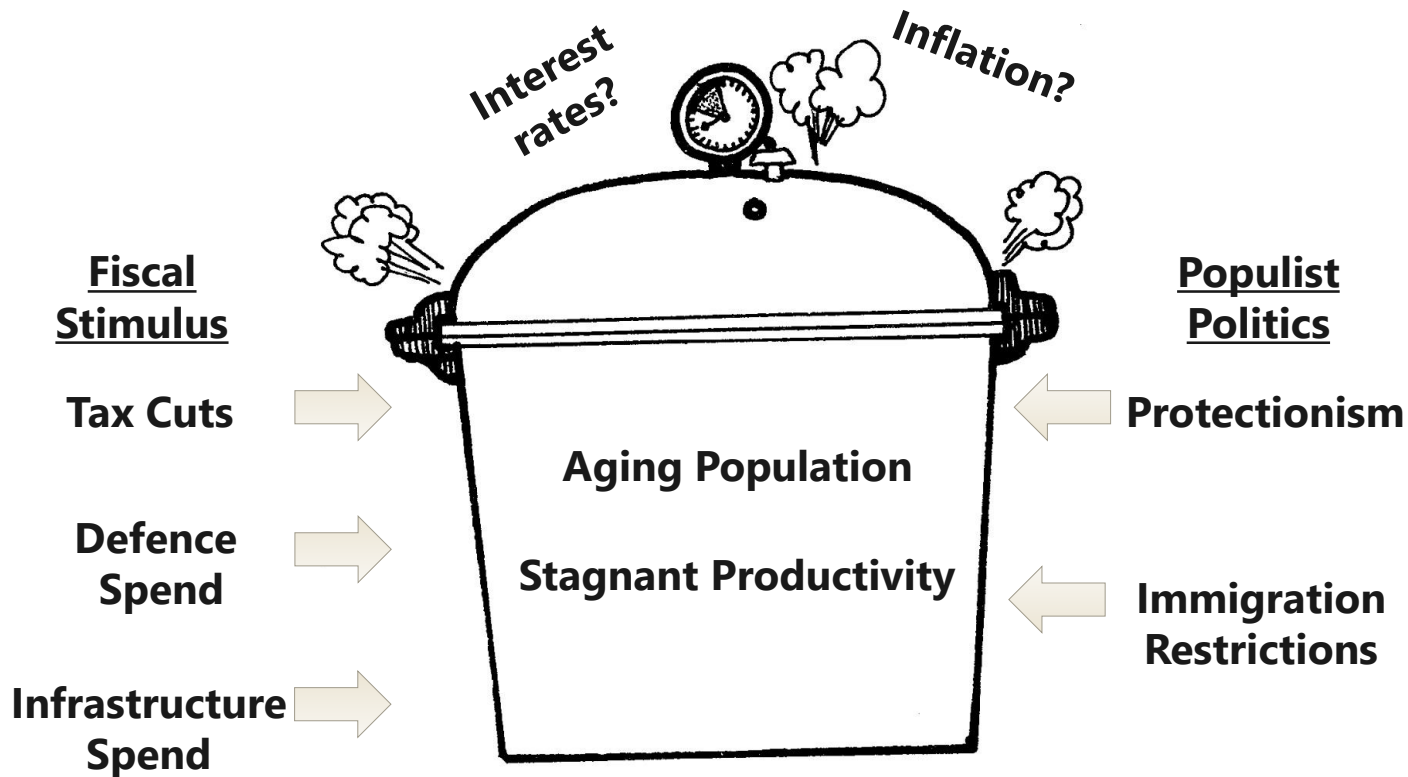 Interest
rates?
Inflation?
Fiscal
Stimulus
Tax Cuts
Defence
Spend
Infrastructure
Spend
Aging Population
Stagnant Productivity
Populist
Politics
Protectionism
Immigration
Restrictions